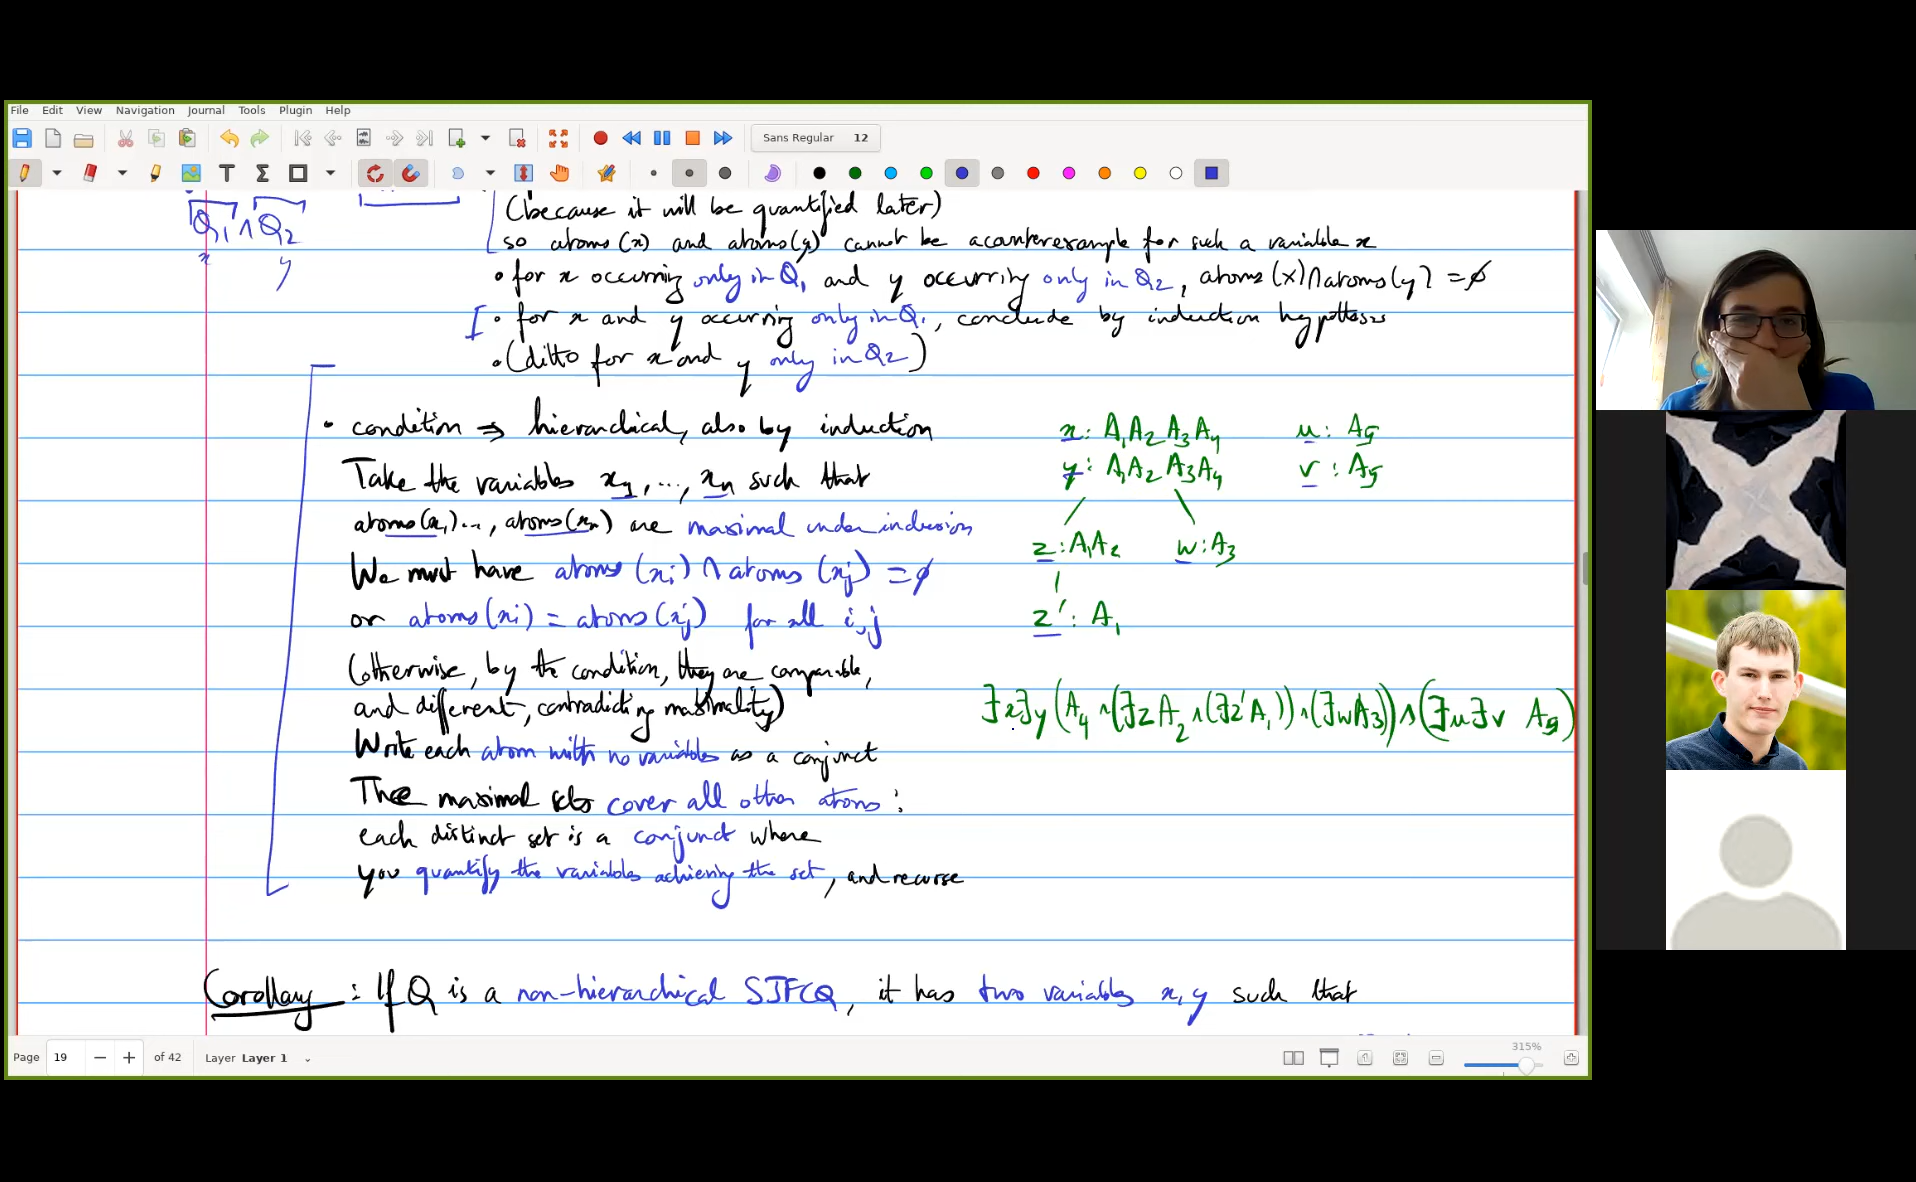 File Edit View Navigation Journal Tools Plugin Help
Sans Regular 12
Q1 ∧ Q2
x y
(because it will be quantified later)
so atoms(x) and atoms(y) cannot be a counterexample for such a variable x
• for x occurring only in Q1 and y occurring only in Q2, atoms(x) ∩ atoms(y) = ∅
• for x and y occurring only in Q1, conclude by induction hypothesis
• (ditto for x and y only in Q2)
• condition ⇒ hierarchical, also by induction
Take the variables x1, ..., xn such that
atoms(x1)..., atoms(xn) are maximal under inclusion
We must have atoms(xi) ∩ atoms(xj) = ∅
or atoms(xi) = atoms(xj) for all i,j
(otherwise, by the condition, they are comparable,
and different, contradicting maximality)
Write each atom with no variables as a conjunct
These maximal sets cover all other atoms:
each distinct set is a conjunct where
you quantify the variables achieving the set, and recurse
x: A1A2 A3A4 u: A5
y: A1A2 A3A4 v: A5
z: A1A2 w: A3
z': A1
∃x∃y(A4 ∧ (∃z A2 ∧ (∃z' A1)) ∧ (∃w A3)) ∧ (∃u∃v A5)
Corollary: If Q is a non-hierarchical SJFCQ, it has two variables x, y such that
Page 19 of 42 Layer Layer 1 315%